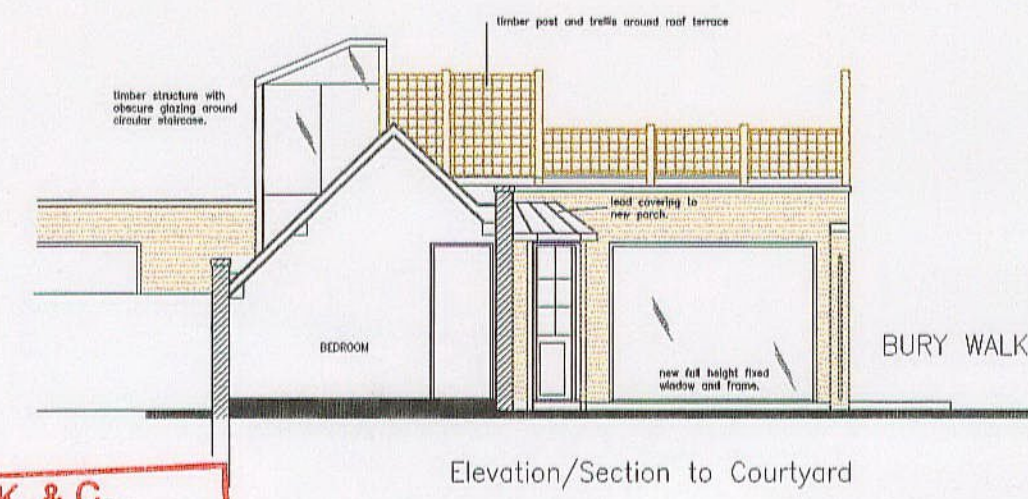 timber post and trellis around roof terrace
timber structure with
obscure glazing around
circular staircase.
lead covering to
new porch.
BEDROOM
new full height fixed
window and frame.
BURY WALK
Elevation/Section to Courtyard
K. & C.